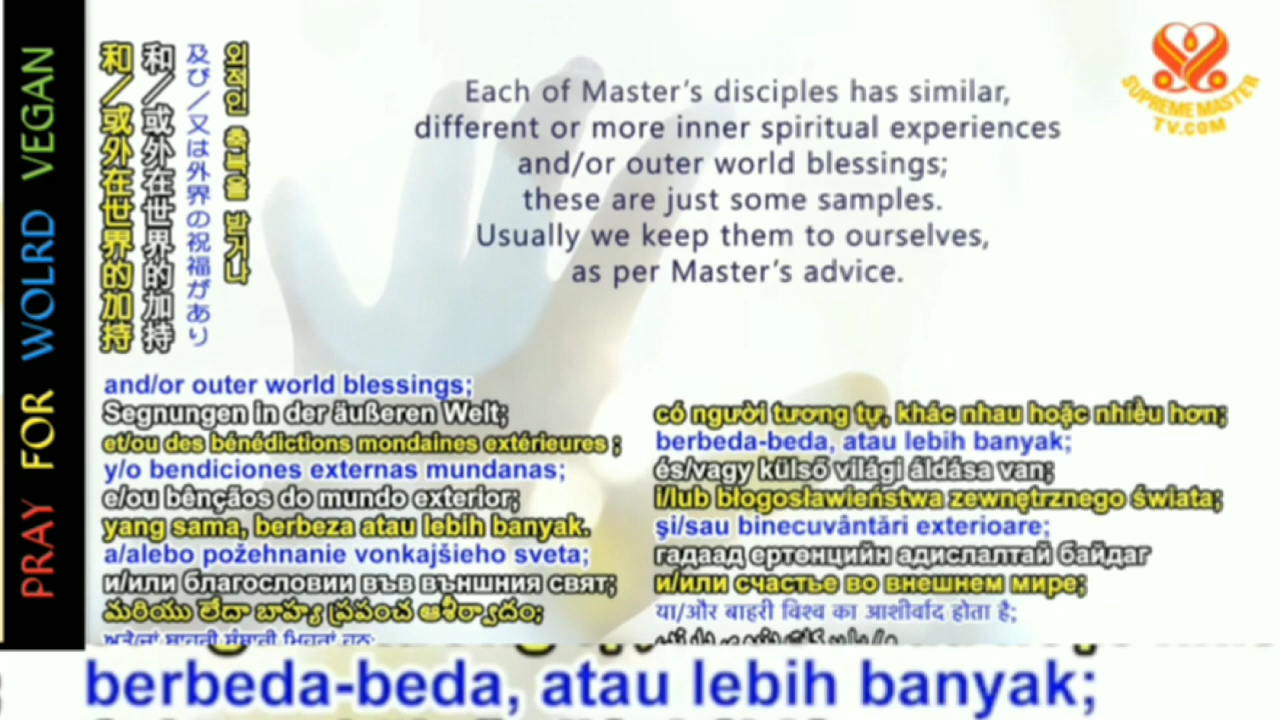 PRAY FOR WOLRD VEGAN
和／或外在世界的加持
和／或外在世界的加持
及び／又は外界の祝福があり
외적인 축복을 받거나
Each of Master's disciples has similar,
different or more inner spiritual experiences
and/or outer world blessings;
these are just some samples.
Usually we keep them to ourselves,
as per Master's advice.
SUPREME MASTER
TV.COM
and/or outer world blessings;
Segnungen in der äußeren Welt;
et/ou des bénédictions mondaines extérieures ;
y/o bendiciones externas mundanas;
e/ou bênçãos do mundo exterior;
yang sama, berbeza atau lebih banyak.
a/alebo požehnanie vonkajšieho sveta;
и/или благословии във външния свят;
మరియు లేదా బాహ్య ప్రపంచ ఆశీర్వాదం;
có người tương tự, khác nhau hoặc nhiều hơn;
berbeda-beda, atau lebih banyak;
és/vagy külső világi áldása van;
i/lub błogosławieństwa zewnętrznego świata;
şi/sau binecuvântări exterioare;
гадаад ертөнцийн адислалтай байдаг
и/или счастье во внешнем мире;
या/और बाहरी विश्व का आशीर्वाद होता है;
berbeda-beda, atau lebih banyak;